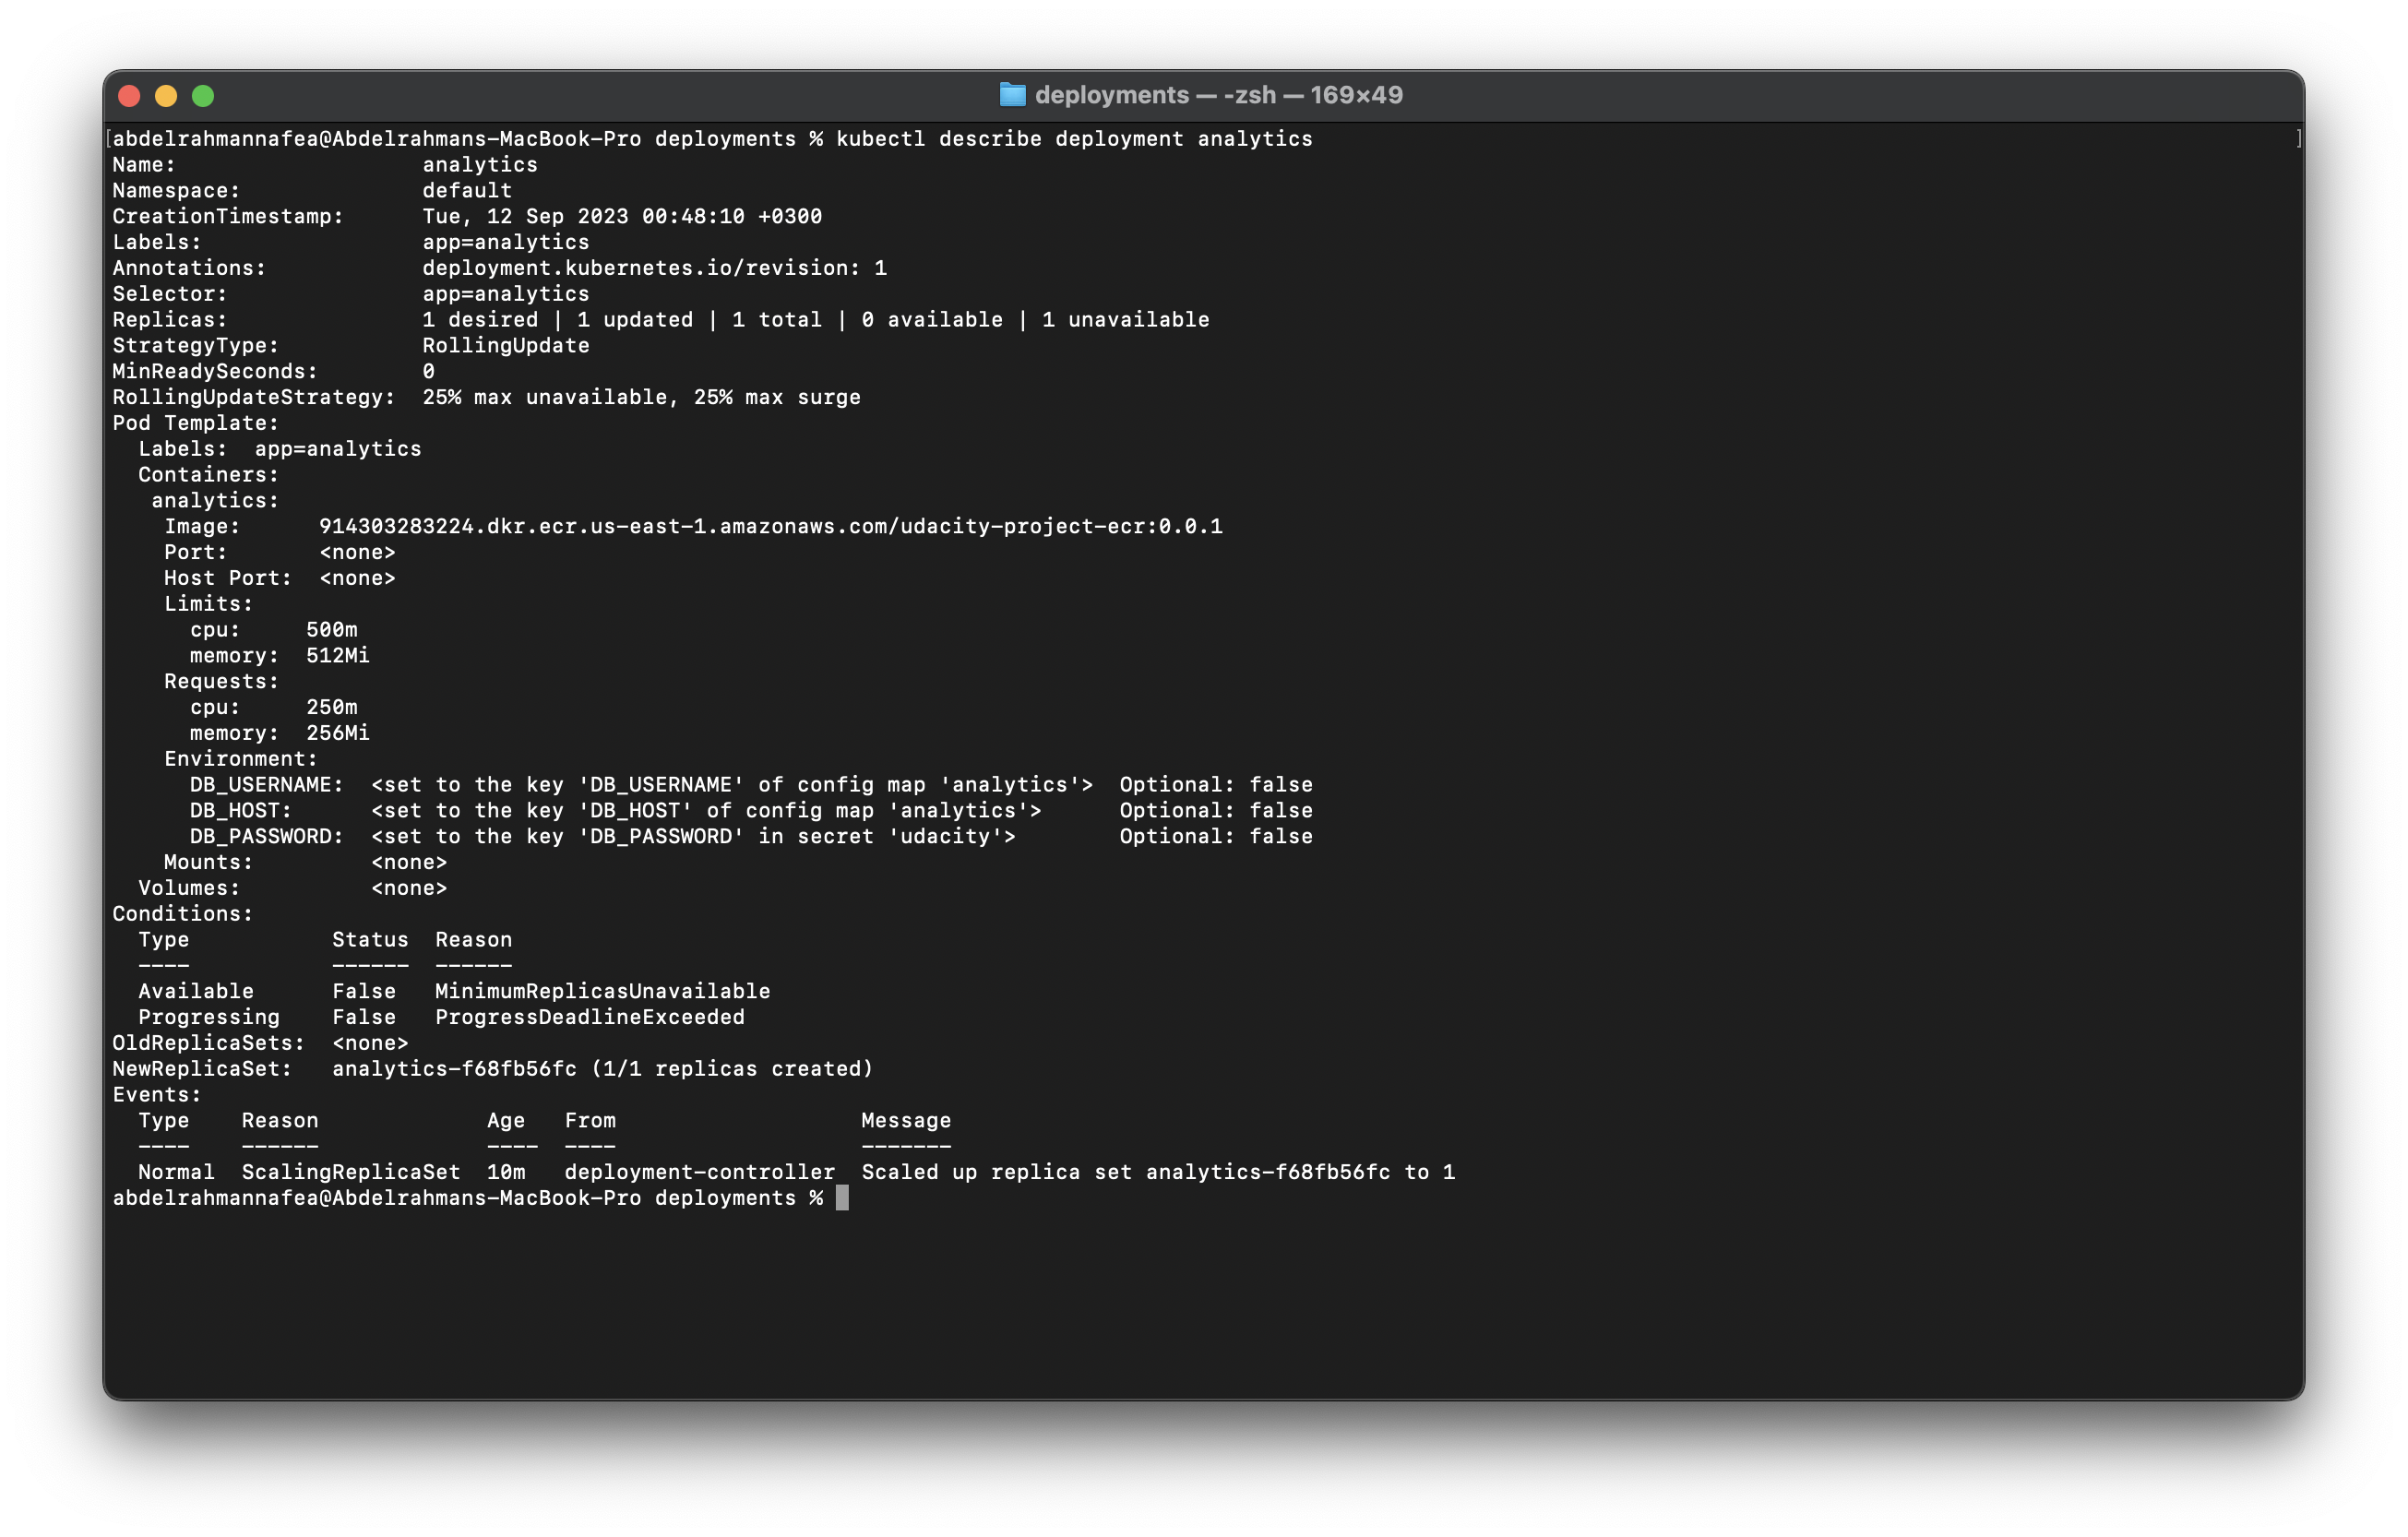 deployments — -zsh — 169×49
[abdelrahmannafea@Abdelrahmans-MacBook-Pro deployments % kubectl describe deployment analytics ]
Name:                   analytics
Namespace:              default
CreationTimestamp:      Tue, 12 Sep 2023 00:48:10 +0300
Labels:                 app=analytics
Annotations:            deployment.kubernetes.io/revision: 1
Selector:               app=analytics
Replicas:               1 desired | 1 updated | 1 total | 0 available | 1 unavailable
StrategyType:           RollingUpdate
MinReadySeconds:        0
RollingUpdateStrategy:  25% max unavailable, 25% max surge
Pod Template:
  Labels:  app=analytics
  Containers:
   analytics:
    Image:      914303283224.dkr.ecr.us-east-1.amazonaws.com/udacity-project-ecr:0.0.1
    Port:       <none>
    Host Port:  <none>
    Limits:
      cpu:     500m
      memory:  512Mi
    Requests:
      cpu:     250m
      memory:  256Mi
    Environment:
      DB_USERNAME:  <set to the key 'DB_USERNAME' of config map 'analytics'>  Optional: false
      DB_HOST:      <set to the key 'DB_HOST' of config map 'analytics'>      Optional: false
      DB_PASSWORD:  <set to the key 'DB_PASSWORD' in secret 'udacity'>        Optional: false
    Mounts:         <none>
  Volumes:          <none>
Conditions:
  Type           Status  Reason
  ----           ------  ------
  Available      False   MinimumReplicasUnavailable
  Progressing    False   ProgressDeadlineExceeded
OldReplicaSets:  <none>
NewReplicaSet:   analytics-f68fb56fc (1/1 replicas created)
Events:
  Type    Reason             Age   From                   Message
  ----    ------             ----  ----                   -------
  Normal  ScalingReplicaSet  10m   deployment-controller  Scaled up replica set analytics-f68fb56fc to 1
abdelrahmannafea@Abdelrahmans-MacBook-Pro deployments %